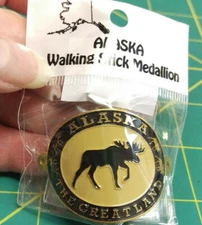 ALASKA
Walking Stick Medallion
ALASKA
THE GREAT LAND